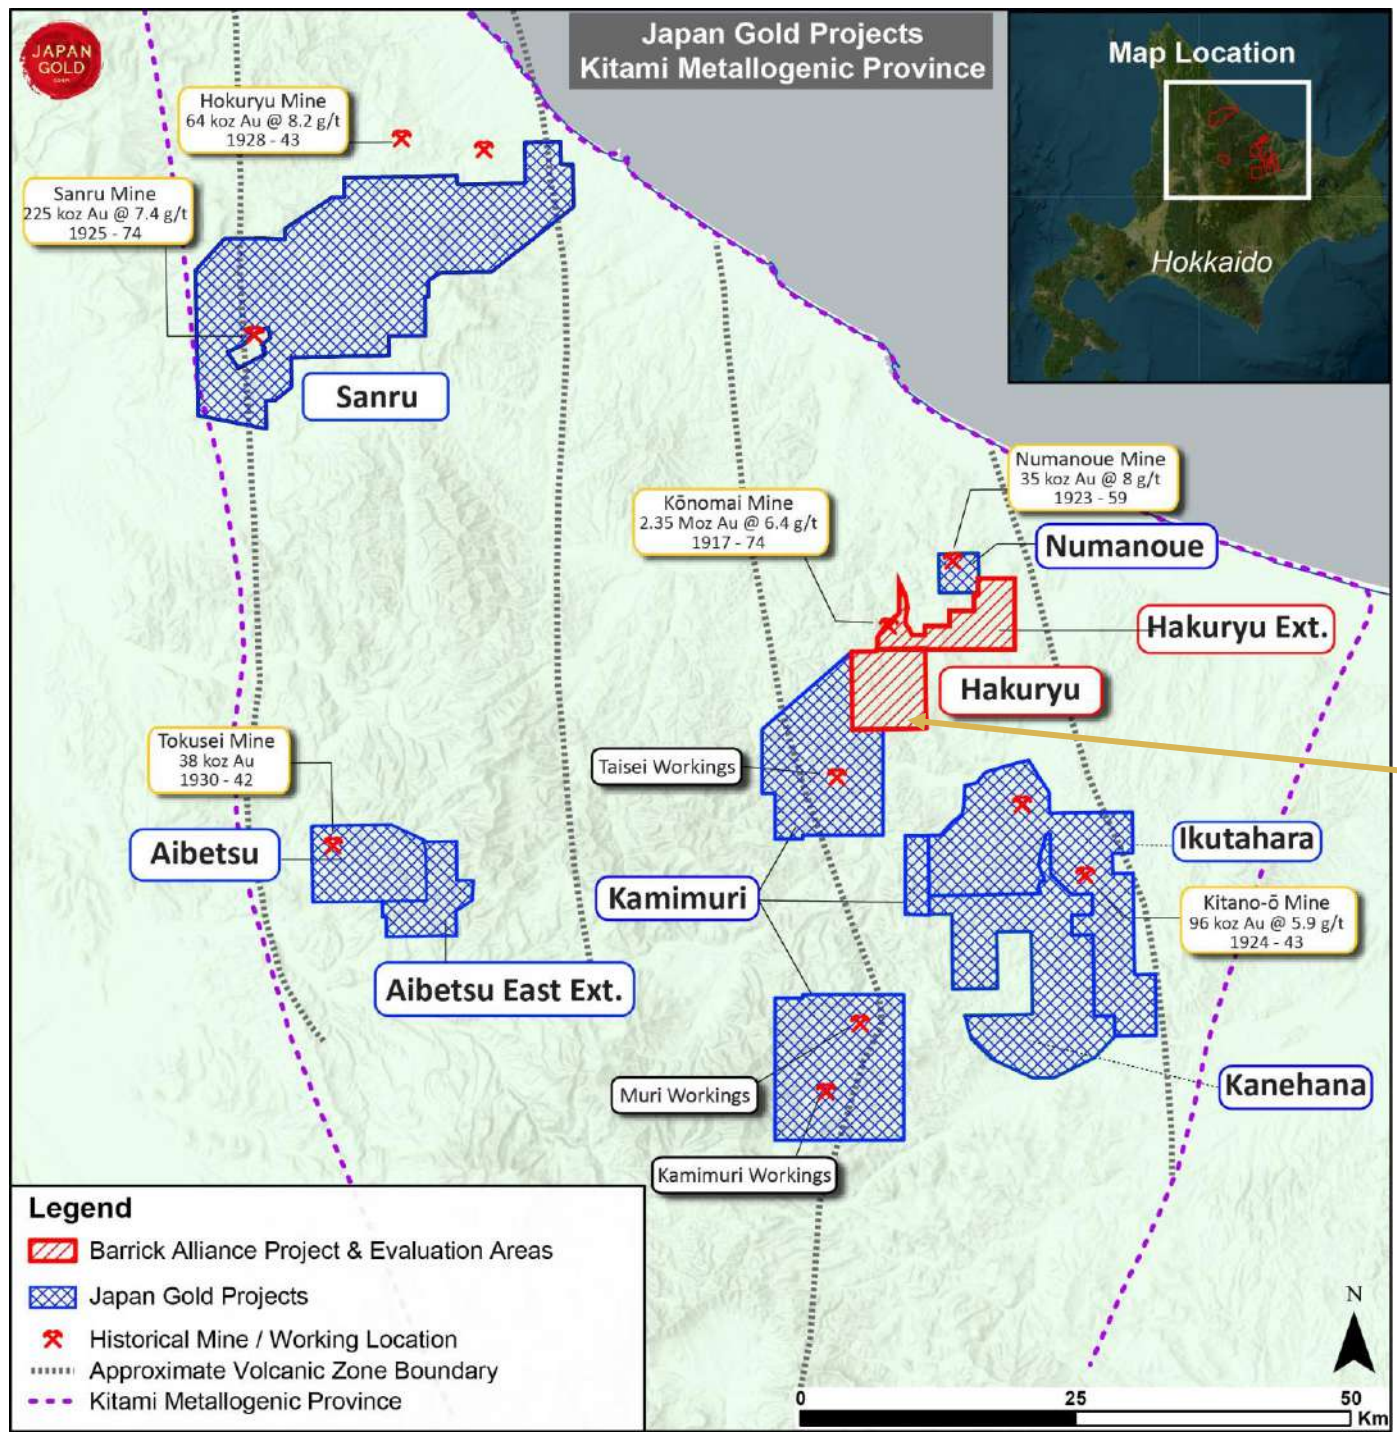 JAPAN
GOLD
CORP.
Japan Gold Projects
Kitami Metallogenic Province
Map Location
Hokkaido
Hokuryu Mine
64 koz Au @ 8.2 g/t
1928 - 43
Sanru Mine
225 koz Au @ 7.4 g/t
1925 - 74
Sanru
Numanoue Mine
35 koz Au @ 8 g/t
1923 - 59
Kōnomai Mine
2.35 Moz Au @ 6.4 g/t
1917 - 74
Numanoue
Hakuryu Ext.
Hakuryu
Tokusei Mine
38 koz Au
1930 - 42
Taisei Workings
Aibetsu
Ikutahara
Kamimuri
Kitano-ō Mine
96 koz Au @ 5.9 g/t
1924 - 43
Aibetsu East Ext.
Muri Workings
Kanehana
Kamimuri Workings
Legend
Barrick Alliance Project & Evaluation Areas
Japan Gold Projects
Historical Mine / Working Location
Approximate Volcanic Zone Boundary
Kitami Metallogenic Province
N
0 25 50
Km